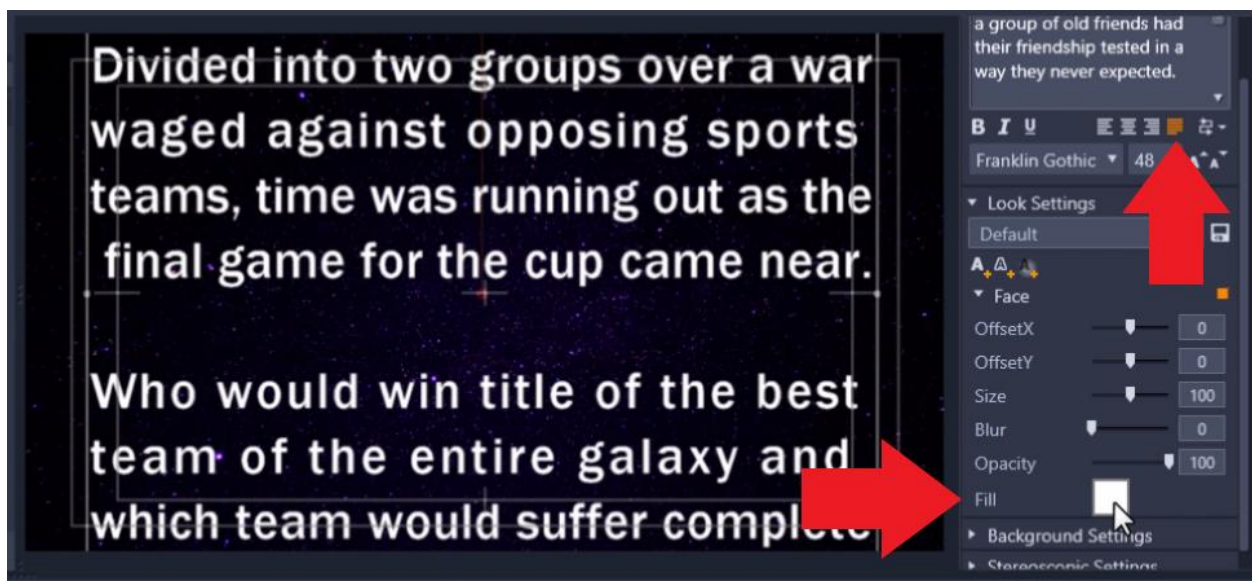 Divided into two groups over a war
waged against opposing sports
teams, time was running out as the
final game for the cup came near.
Who would win title of the best
team of the entire galaxy and
which team would suffer complete
a group of old friends had
their friendship tested in a
way they never expected.
B I U
Franklin Gothic 48 A A
Look Settings
Default
A A A
Face
OffsetX 0
OffsetY 0
Size 100
Blur 0
Opacity 100
Fill
Background Settings
Stereoscopic Settings